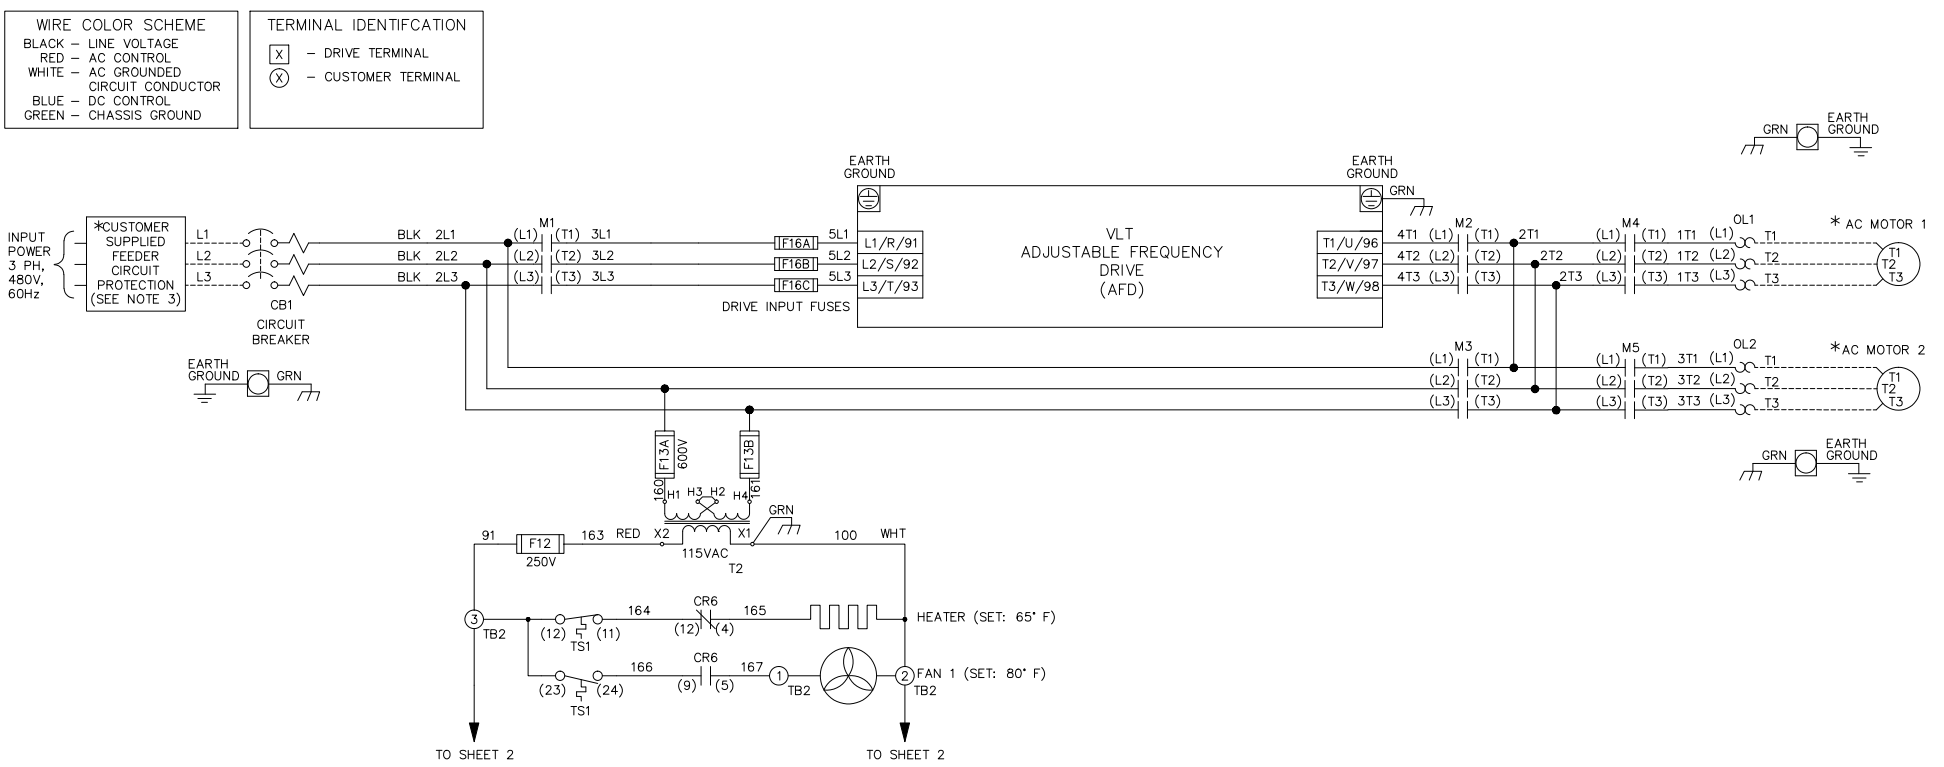 WIRE COLOR SCHEME
BLACK – LINE VOLTAGE
RED – AC CONTROL
WHITE – AC GROUNDED
CIRCUIT CONDUCTOR
BLUE – DC CONTROL
GREEN – CHASSIS GROUND
TERMINAL IDENTIFCATION
X – DRIVE TERMINAL
X – CUSTOMER TERMINAL
GRN
EARTH
GROUND
INPUT
POWER
3 PH,
480V,
60Hz
*CUSTOMER
SUPPLIED
FEEDER
CIRCUIT
PROTECTION
(SEE NOTE 3)
L1
L2
L3
CB1
CIRCUIT
BREAKER
BLK 2L1
BLK 2L2
BLK 2L3
M1
(L1) (T1) 3L1
(L2) (T2) 3L2
(L3) (T3) 3L3
F16A 5L1
F16B 5L2
F16C 5L3
DRIVE INPUT FUSES
EARTH
GROUND
L1/R/91
L2/S/92
L3/T/93
VLT
ADJUSTABLE FREQUENCY
DRIVE
(AFD)
EARTH
GROUND
GRN
T1/U/96
T2/V/97
T3/W/98
M2
4T1 (L1) (T1) 2T1
4T2 (L2) (T2) 2T2
4T3 (L3) (T3) 2T3
M4
(L1) (T1) 1T1 (L1)
(L2) (T2) 1T2 (L2)
(L3) (T3) 1T3 (L3)
OL1
T1
T2
T3
* AC MOTOR 1
T1
T2
T3
EARTH
GROUND
GRN
M3
(L1) (T1)
(L2) (T2)
(L3) (T3)
M5
(L1) (T1) 3T1 (L1)
(L2) (T2) 3T2 (L2)
(L3) (T3) 3T3 (L3)
OL2
T1
T2
T3
*AC MOTOR 2
T1
T2
T3
GRN
EARTH
GROUND
F13A
600V
F13B
160
161
H1 H3 H2 H4
GRN
91 F12 163 RED X2
250V
X1 100 WHT
115VAC
T2
3
TB2
164
CR6
165
(12) (11)
TS1
(12) (4)
HEATER (SET: 65° F)
166
CR6
167
1
TB2
(23) (24)
TS1
(9) (5)
2
TB2
FAN 1 (SET: 80° F)
TO SHEET 2
TO SHEET 2